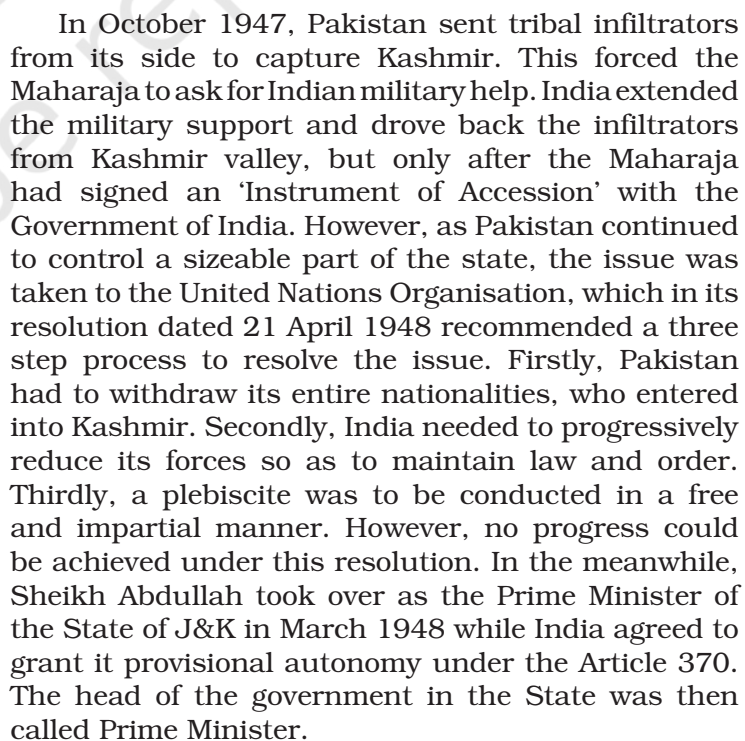 In October 1947, Pakistan sent tribal infiltrators
from its side to capture Kashmir. This forced the
Maharaja to ask for Indian military help. India extended
the military support and drove back the infiltrators
from Kashmir valley, but only after the Maharaja
had signed an ‘Instrument of Accession’ with the
Government of India. However, as Pakistan continued
to control a sizeable part of the state, the issue was
taken to the United Nations Organisation, which in its
resolution dated 21 April 1948 recommended a three
step process to resolve the issue. Firstly, Pakistan
had to withdraw its entire nationalities, who entered
into Kashmir. Secondly, India needed to progressively
reduce its forces so as to maintain law and order.
Thirdly, a plebiscite was to be conducted in a free
and impartial manner. However, no progress could
be achieved under this resolution. In the meanwhile,
Sheikh Abdullah took over as the Prime Minister of
the State of J&K in March 1948 while India agreed to
grant it provisional autonomy under the Article 370.
The head of the government in the State was then
called Prime Minister.